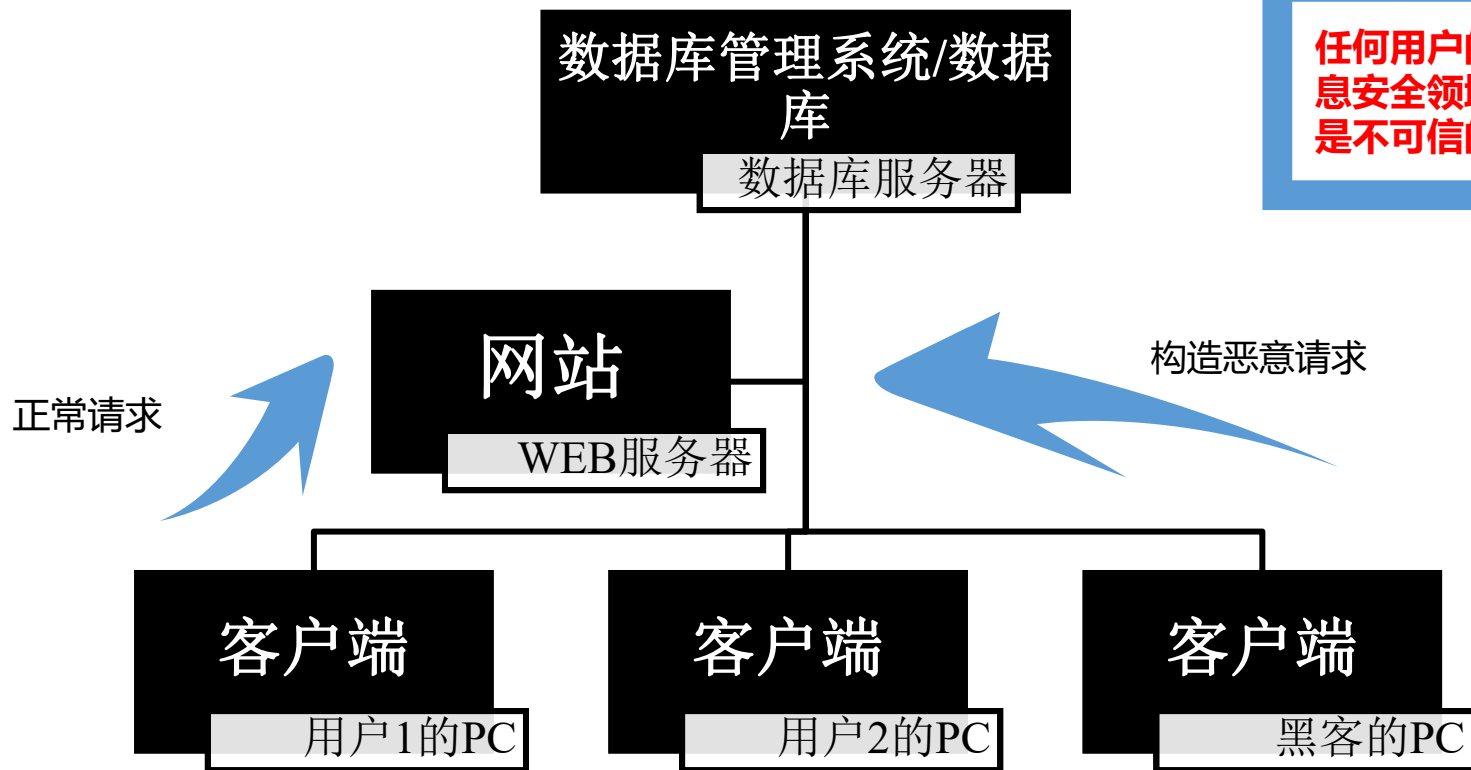 数据库管理系统/数据
库
数据库服务器
任何用户
息安全领
是不可信
网站
WEB服务器
正常请求
构造恶意请求
客户端
用户1的PC
客户端
用户2的PC
客户端
黑客的PC